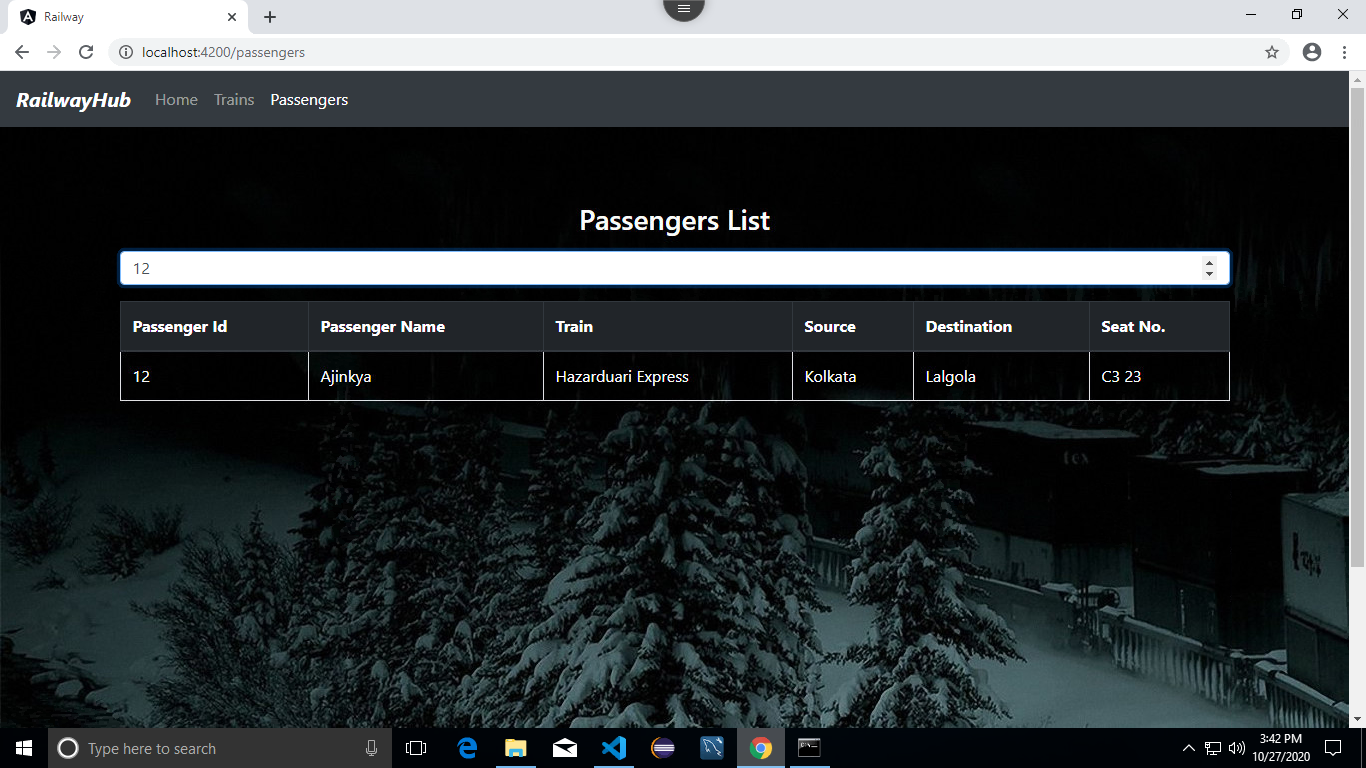 Railway
localhost:4200/passengers
RailwayHub Home Trains Passengers
Passengers List
12
Passenger Id Passenger Name Train Source Destination Seat No.
12 Ajinkya Hazarduari Express Kolkata Lalgola C3 23
Type here to search
3:42 PM
10/27/2020